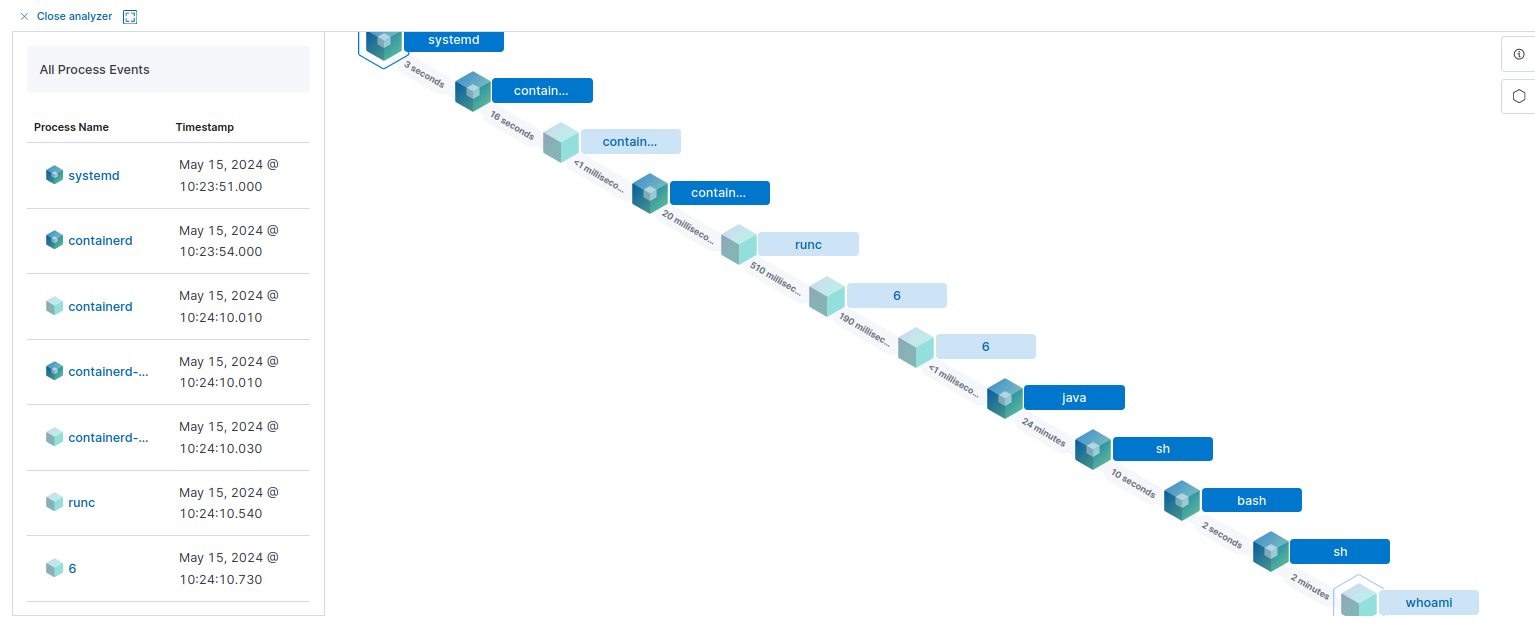 Close analyzer
All Process Events
Process Name Timestamp
systemd May 15, 2024 @
10:23:51.000
containerd May 15, 2024 @
10:23:54.000
containerd May 15, 2024 @
10:24:10.010
containerd-... May 15, 2024 @
10:24:10.010
containerd-... May 15, 2024 @
10:24:10.030
runc May 15, 2024 @
10:24:10.540
6 May 15, 2024 @
10:24:10.730
systemd
3 seconds
contain...
16 seconds
contain...
<1 milliseco...
contain...
20 milliseco...
runc
510 millisec...
6
190 millisec...
6
<1 milliseco...
java
24 minutes
sh
10 seconds
bash
2 seconds
sh
2 minutes
whoami